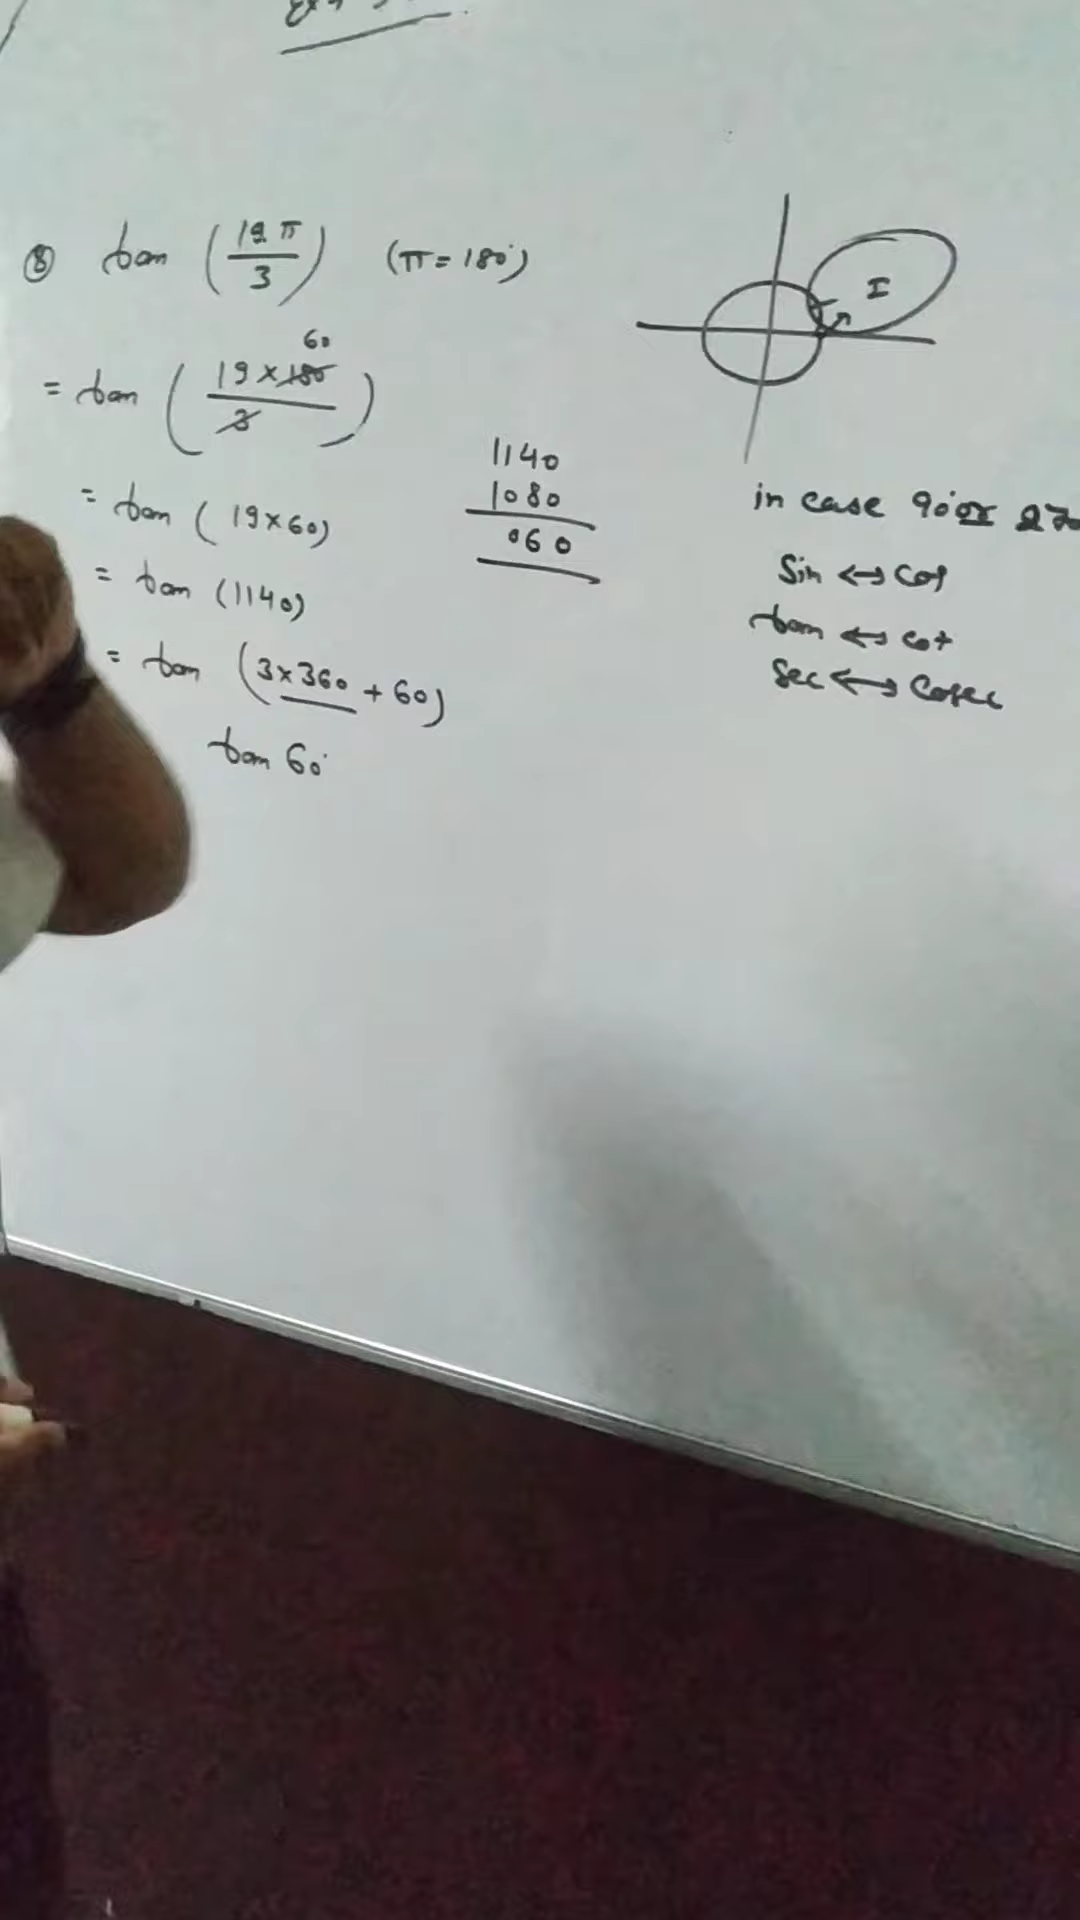 ⑧ tan (19π/3) (π = 180°)
= tan (19 × 180/3) 60
= tan (19×60)
= tan (1140)
= tan (3×360 + 60)
tan 60°
1140
1080
060
I
in case 90° or 270
Sin ↔ Cos
tan ↔ Cot
Sec ↔ Cosec